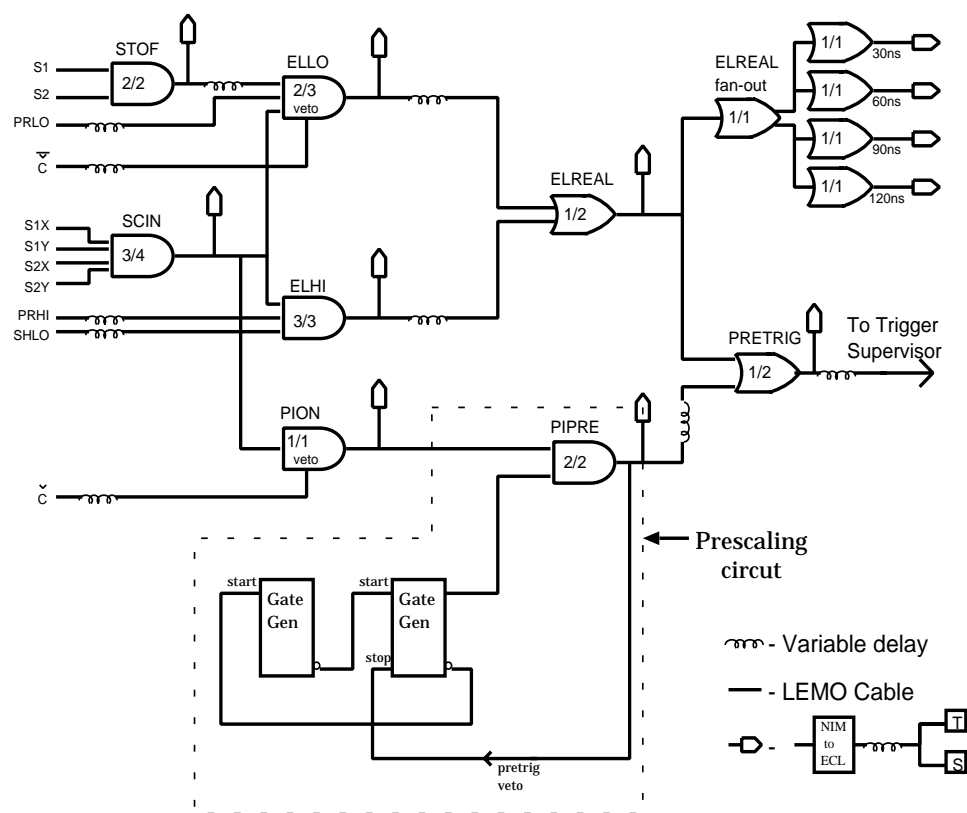 STOF
S1
S2
2/2
PRLO
C̄̌
ELLO
2/3
veto
SCIN
S1X
S1Y
S2X
S2Y
3/4
ELHI
3/3
PRHI
SHLO
PION
1/1
veto
Č
ELREAL
1/2
ELREAL
fan-out
1/1
1/1
30ns
1/1
60ns
1/1
90ns
1/1
120ns
PRETRIG
1/2
To Trigger
Supervisor
PIPRE
2/2
Prescaling
circut
start
Gate
Gen
start
Gate
Gen
stop
pretrig
veto
- Variable delay
- LEMO Cable
-
NIM
to
ECL
T
S